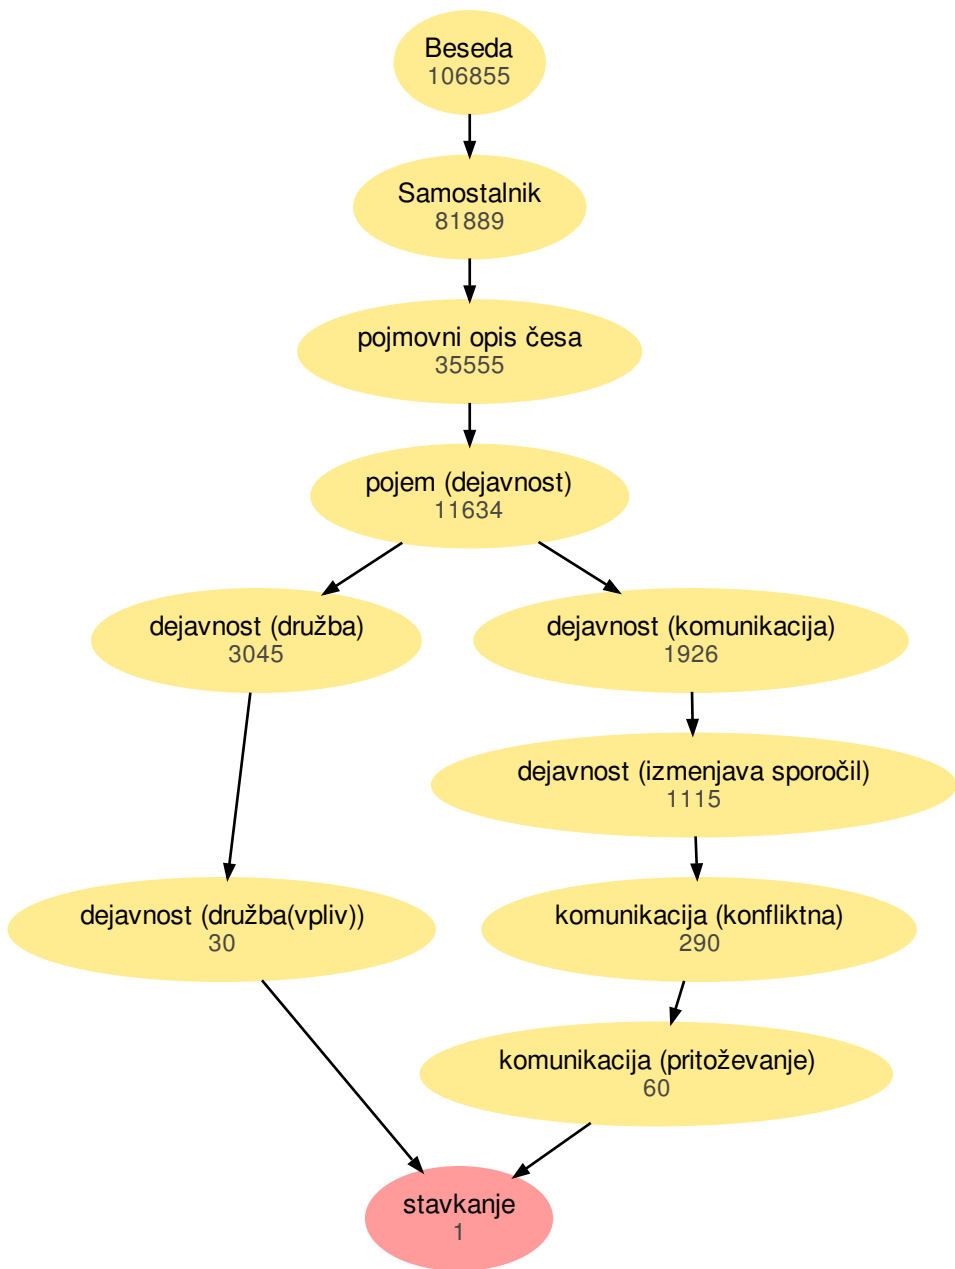 Beseda
106855
Samostalnik
81889
pojmovni opis česa
35555
pojem (dejavnost)
11634
dejavnost (družba)
3045
dejavnost (komunikacija)
1926
dejavnost (izmenjava sporočil)
1115
dejavnost (družba(vpliv))
30
komunikacija (konfliktna)
290
komunikacija (pritoževanje)
60
stavkanje
1